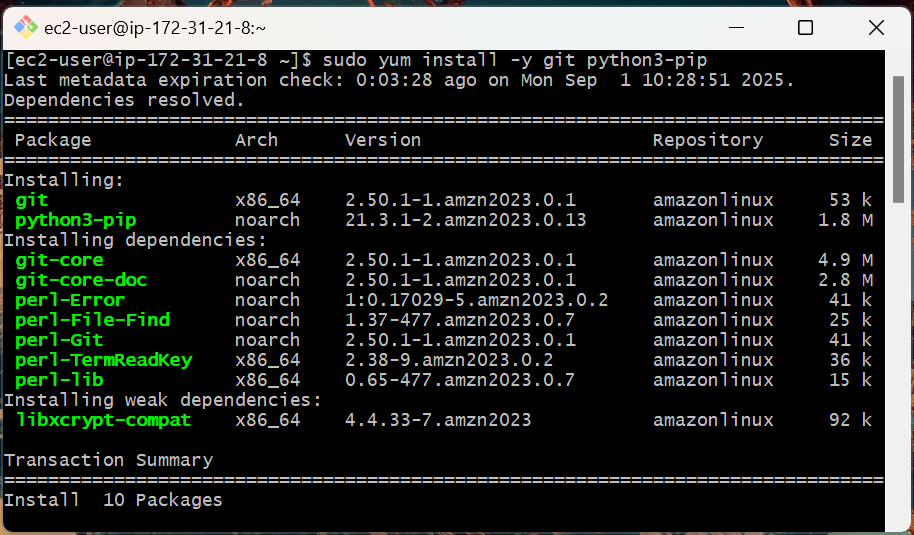 ec2-user@ip-172-31-21-8:~
[ec2-user@ip-172-31-21-8 ~]$ sudo yum install -y git python3-pip
Last metadata expiration check: 0:03:28 ago on Mon Sep  1 10:28:51 2025.
Dependencies resolved.
================================================================================
 Package             Arch      Version                     Repository      Size
================================================================================
Installing:
 git                 x86_64    2.50.1-1.amzn2023.0.1       amazonlinux     53 k
 python3-pip         noarch    21.3.1-2.amzn2023.0.13      amazonlinux    1.8 M
Installing dependencies:
 git-core            x86_64    2.50.1-1.amzn2023.0.1       amazonlinux    4.9 M
 git-core-doc        noarch    2.50.1-1.amzn2023.0.1       amazonlinux    2.8 M
 perl-Error          noarch    1:0.17029-5.amzn2023.0.2    amazonlinux     41 k
 perl-File-Find      noarch    1.37-477.amzn2023.0.7       amazonlinux     25 k
 perl-Git            noarch    2.50.1-1.amzn2023.0.1       amazonlinux     41 k
 perl-TermReadKey    x86_64    2.38-9.amzn2023.0.2         amazonlinux     36 k
 perl-lib            x86_64    0.65-477.amzn2023.0.7       amazonlinux     15 k
Installing weak dependencies:
 libxcrypt-compat    x86_64    4.4.33-7.amzn2023           amazonlinux     92 k
Transaction Summary
================================================================================
Install  10 Packages